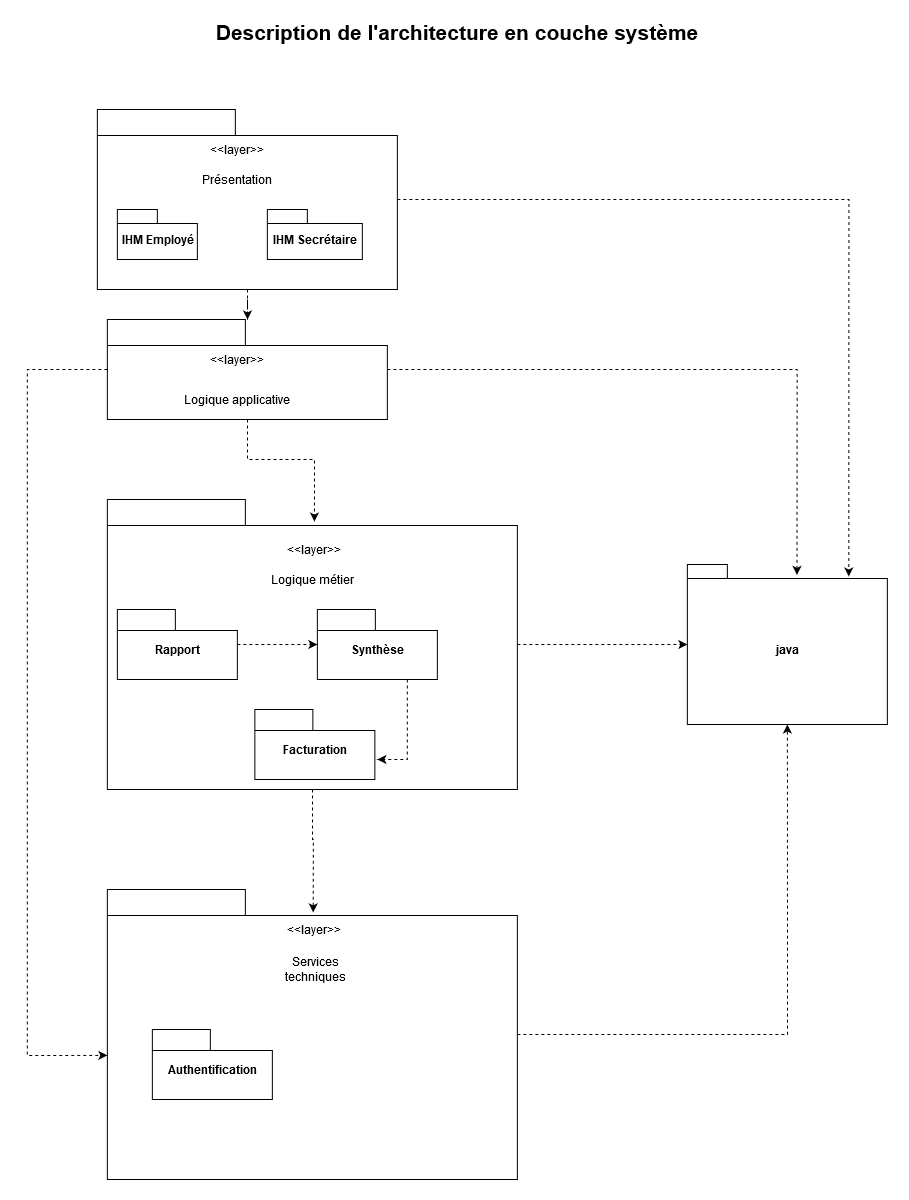 Description de l'architecture en couche système
<<layer>>
Présentation
IHM Employé
IHM Secrétaire
<<layer>>
Logique applicative
<<layer>>
Logique métier
Rapport
Synthèse
Facturation
java
<<layer>>
Services
techniques
Authentification